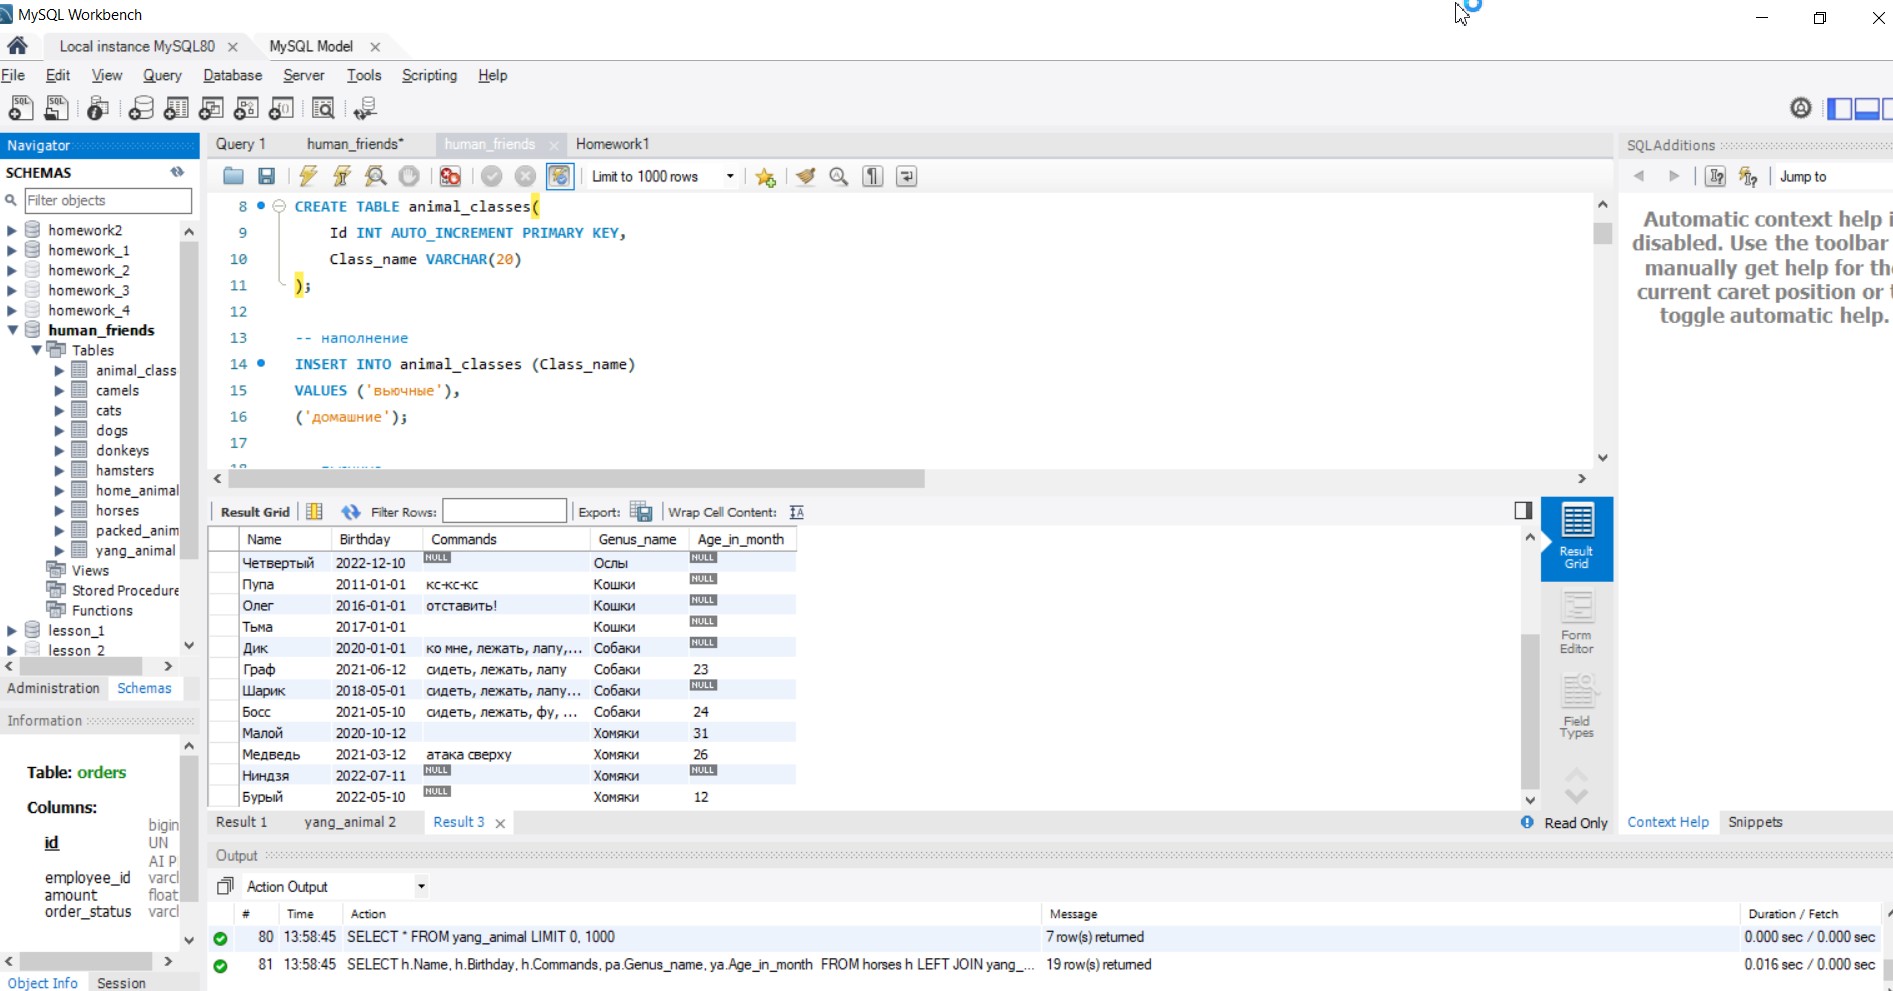 MySQL Workbench
Local instance MySQL80
MySQL Model
File Edit View Query Database Server Tools Scripting Help
Navigator
SCHEMAS
Filter objects
homework2
homework_1
homework_2
homework_3
homework_4
human_friends
Tables
animal_class
camels
cats
dogs
donkeys
hamsters
home_animal
horses
packed_anim
yang_animal
Views
Stored Procedure
Functions
lesson_1
lesson_2
Administration Schemas
Information
Table: orders
Columns:
id bigin
UN
AI P
employee_id varcl
amount float
order_status varcl
Object Info Session
Query 1 human_friends* human_friends Homework1
Limit to 1000 rows
8 CREATE TABLE animal_classes(
9 Id INT AUTO_INCREMENT PRIMARY KEY,
10 Class_name VARCHAR(20)
11 );
12
13 -- наполнение
14 INSERT INTO animal_classes (Class_name)
15 VALUES ('вьючные'),
16 ('домашние');
17
Result Grid Filter Rows: Export: Wrap Cell Content:
Name Birthday Commands Genus_name Age_in_month
Четвертый 2022-12-10 NULL Ослы NULL
Пупа 2011-01-01 кс-кс-кс Кошки NULL
Олег 2016-01-01 отставить! Кошки NULL
Тьма 2017-01-01 Кошки NULL
Дик 2020-01-01 ко мне, лежать, лапу,... Собаки NULL
Граф 2021-06-12 сидеть, лежать, лапу Собаки 23
Шарик 2018-05-01 сидеть, лежать, лапу... Собаки NULL
Босс 2021-05-10 сидеть, лежать, фу, ... Собаки 24
Малой 2020-10-12 Хомяки 31
Медведь 2021-03-12 атака сверху Хомяки 26
Ниндзя 2022-07-11 NULL Хомяки NULL
Бурый 2022-05-10 NULL Хомяки 12
Result 1 yang_animal 2 Result 3
Result Grid
Form Editor
Field Types
Read Only
SQLAdditions
Jump to
Automatic context help i
disabled. Use the toolbar
manually get help for the
current caret position or t
toggle automatic help.
Context Help Snippets
Output
Action Output
# Time Action Message Duration / Fetch
80 13:58:45 SELECT * FROM yang_animal LIMIT 0, 1000 7 row(s) returned 0.000 sec / 0.000 sec
81 13:58:45 SELECT h.Name, h.Birthday, h.Commands, pa.Genus_name, ya.Age_in_month FROM horses h LEFT JOIN yang_... 19 row(s) returned 0.016 sec / 0.000 sec